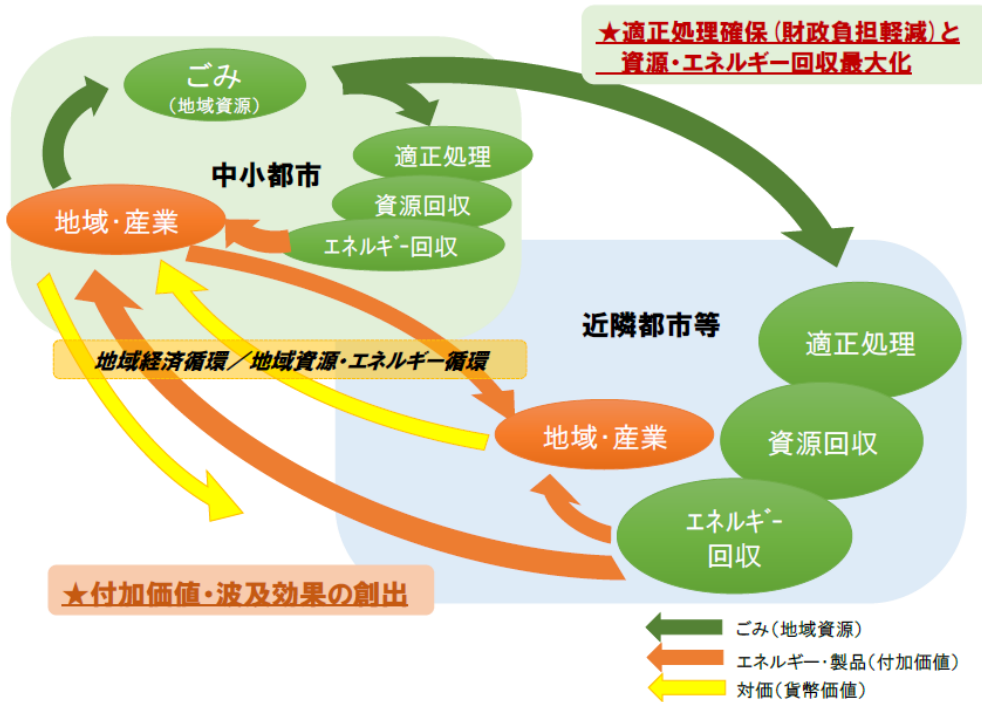 ★適正処理確保(財政負担軽減)と
資源・エネルギー回収最大化
ごみ
(地域資源)
適正処理
中小都市
資源回収
地域・産業
エネルギー回収
近隣都市等
適正処理
地域経済循環／地域資源・エネルギー循環
地域・産業
資源回収
エネルギー
回収
★付加価値・波及効果の創出
ごみ(地域資源)
エネルギー・製品(付加価値)
対価(貨幣価値)